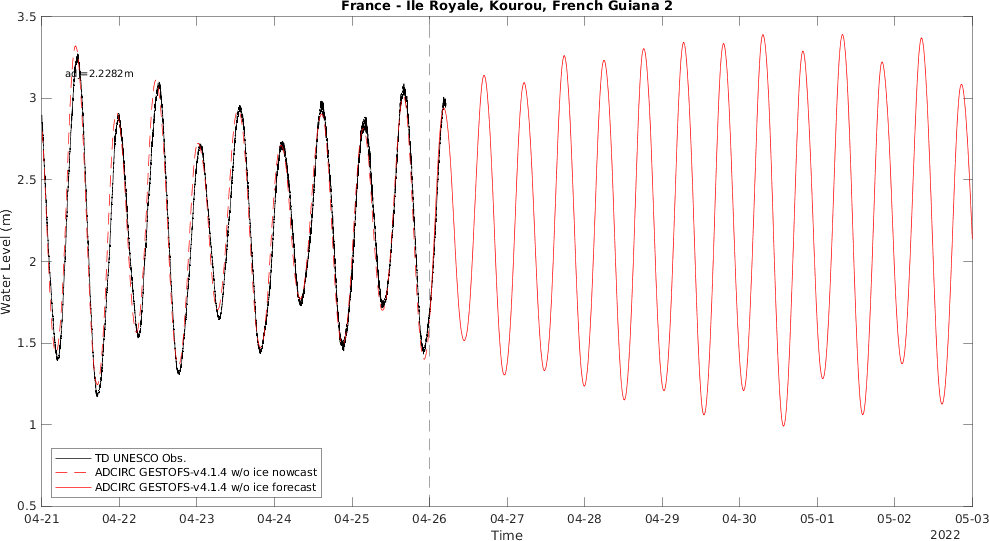 France - Ile Royale, Kourou, French Guiana 2
3.5
3
2.5
2
1.5
1
0.5
Water Level (m)
=2.2282m
TD UNESCO Obs.
ADCIRC GESTOFS-v4.1.4 w/o ice nowcast
ADCIRC GESTOFS-v4.1.4 w/o ice forecast
04-21 04-22 04-23 04-24 04-25 04-26 04-27 04-28 04-29 04-30 05-01 05-02 05-03
Time
2022